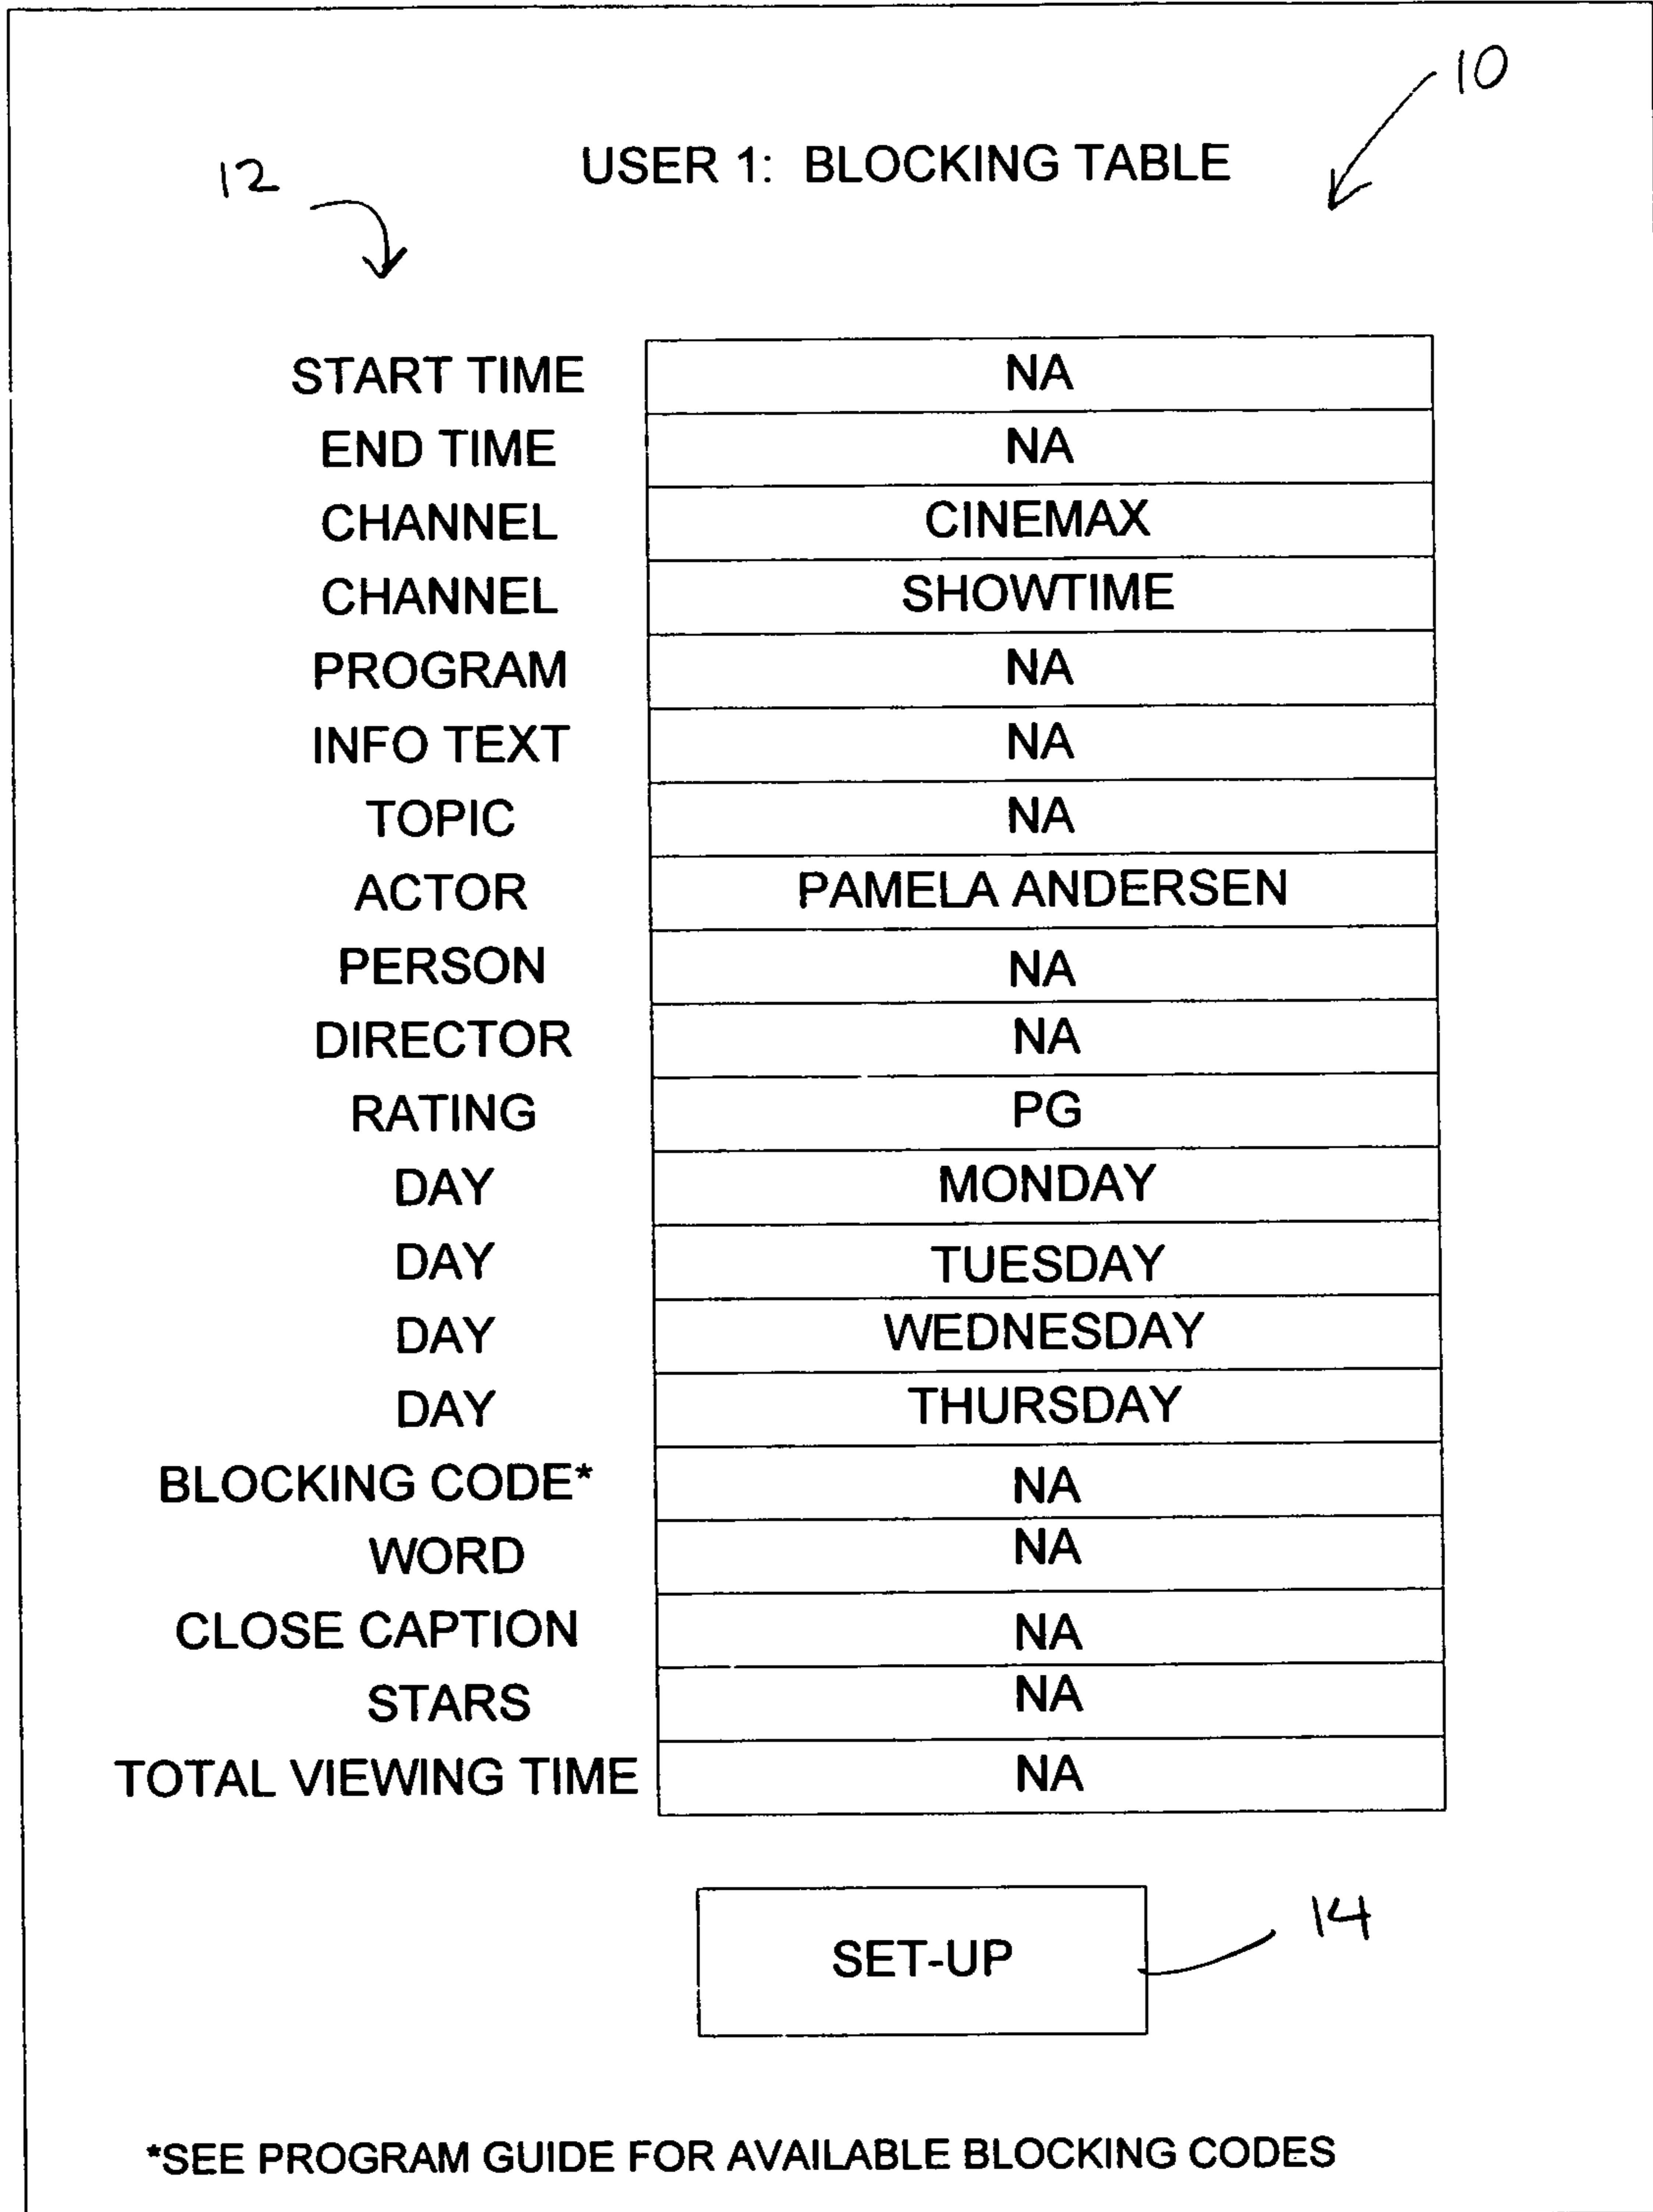 10
12
USER 1: BLOCKING TABLE
START TIME NA
END TIME NA
CHANNEL CINEMAX
CHANNEL SHOWTIME
PROGRAM NA
INFO TEXT NA
TOPIC NA
ACTOR PAMELA ANDERSEN
PERSON NA
DIRECTOR NA
RATING PG
DAY MONDAY
DAY TUESDAY
DAY WEDNESDAY
DAY THURSDAY
BLOCKING CODE* NA
WORD NA
CLOSE CAPTION NA
STARS NA
TOTAL VIEWING TIME NA
SET-UP 14
*SEE PROGRAM GUIDE FOR AVAILABLE BLOCKING CODES